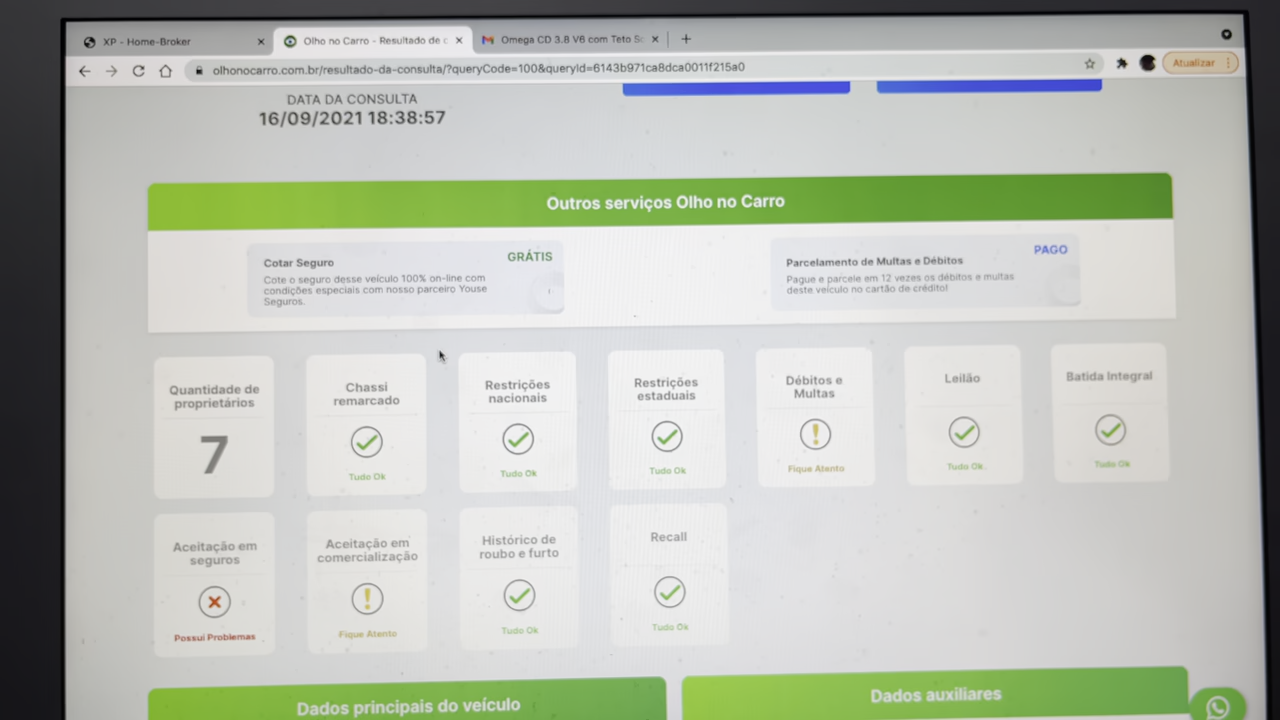 XP - Home-Broker
Olho no Carro - Resultado de c
Omega CD 3.8 V6 com Teto So
olhonocarro.com.br/resultado-da-consulta/?queryCode=100&queryId=6143b971ca8dca0011f215a0
Atualizar
DATA DA CONSULTA
16/09/2021 18:38:57
Outros serviços Olho no Carro
Cotar Seguro
GRÁTIS
Cote o seguro desse veículo 100% on-line com
condições especiais com nosso parceiro Youse
Seguros.
Parcelamento de Multas e Débitos
PAGO
Pague e parcele em 12 vezes os débitos e multas
deste veículo no cartão de crédito!
Quantidade de
proprietários
7
Chassi
remarcado
Tudo Ok
Restrições
nacionais
Tudo Ok
Restrições
estaduais
Tudo Ok
Débitos e
Multas
Fique Atento
Leilão
Tudo Ok
Batida Integral
Tudo Ok
Aceitação em
seguros
Possui Problemas
Aceitação em
comercialização
Fique Atento
Histórico de
roubo e furto
Tudo Ok
Recall
Tudo Ok
Dados principais do veículo
Dados auxiliares